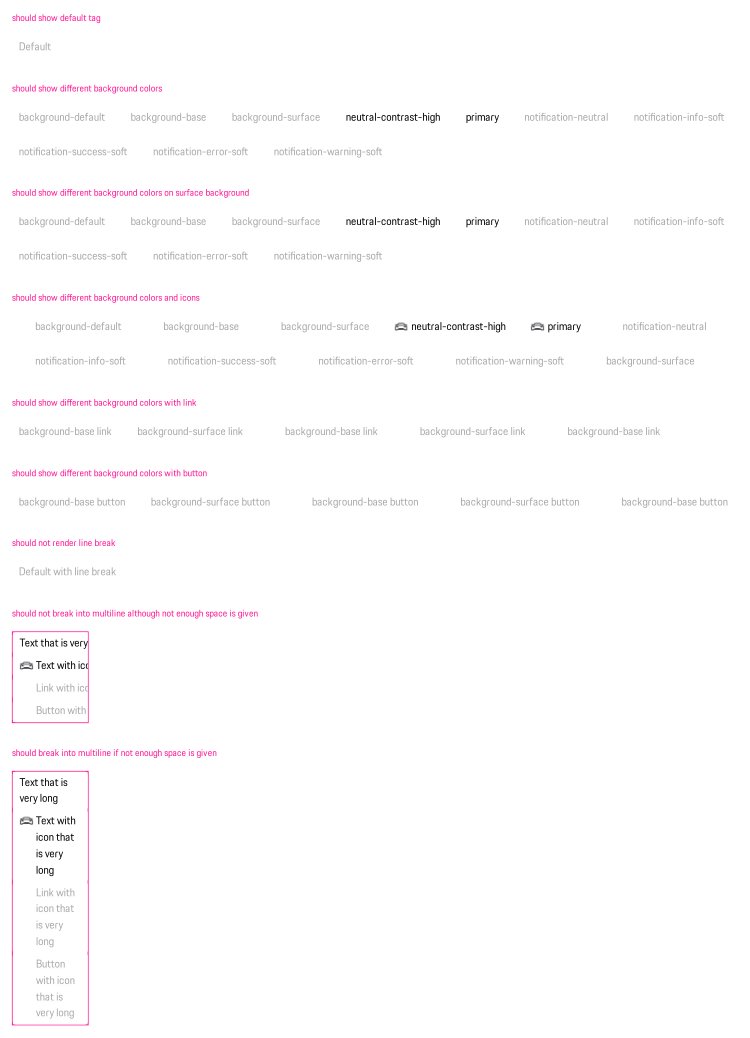 should show default tag
Default
should show different background colors
background-default background-base background-surface neutral-contrast-high primary notification-neutral notification-info-soft
notification-success-soft notification-error-soft notification-warning-soft
should show different background colors on surface background
background-default background-base background-surface neutral-contrast-high primary notification-neutral notification-info-soft
notification-success-soft notification-error-soft notification-warning-soft
should show different background colors and icons
background-default background-base background-surface neutral-contrast-high primary notification-neutral
notification-info-soft notification-success-soft notification-error-soft notification-warning-soft background-surface
should show different background colors with link
background-base link background-surface link background-base link background-surface link background-base link
should show different background colors with button
background-base button background-surface button background-base button background-surface button background-base button
should not render line break
Default with line break
should not break into multiline although not enough space is given
Text that is very
Text with ico
Link with ico
Button with
should break into multiline if not enough space is given
Text that is
very long
Text with
icon that
is very
long
Link with
icon that
is very
long
Button
with icon
that is
very long